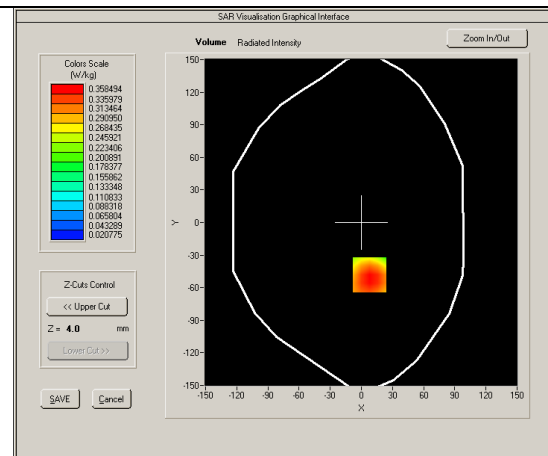 SAR Visualisation Graphical Interface
Volume Radiated Intensity
Zoom In/Out
Colors Scale
(W/kg)
0.358494
0.335979
0.313464
0.290950
0.268435
0.245921
0.223406
0.200891
0.178377
0.155862
0.133348
0.110833
0.088318
0.065804
0.043289
0.020775
Z-Cuts Control
<< Upper Cut
Z = 4.0 mm
Lower Cut >>
SAVE
Cancel
150
120
90
60
30
0
-30
-60
-90
-120
-150
Y
-150 -120 -90 -60 -30 0 30 60 90 120 150
X